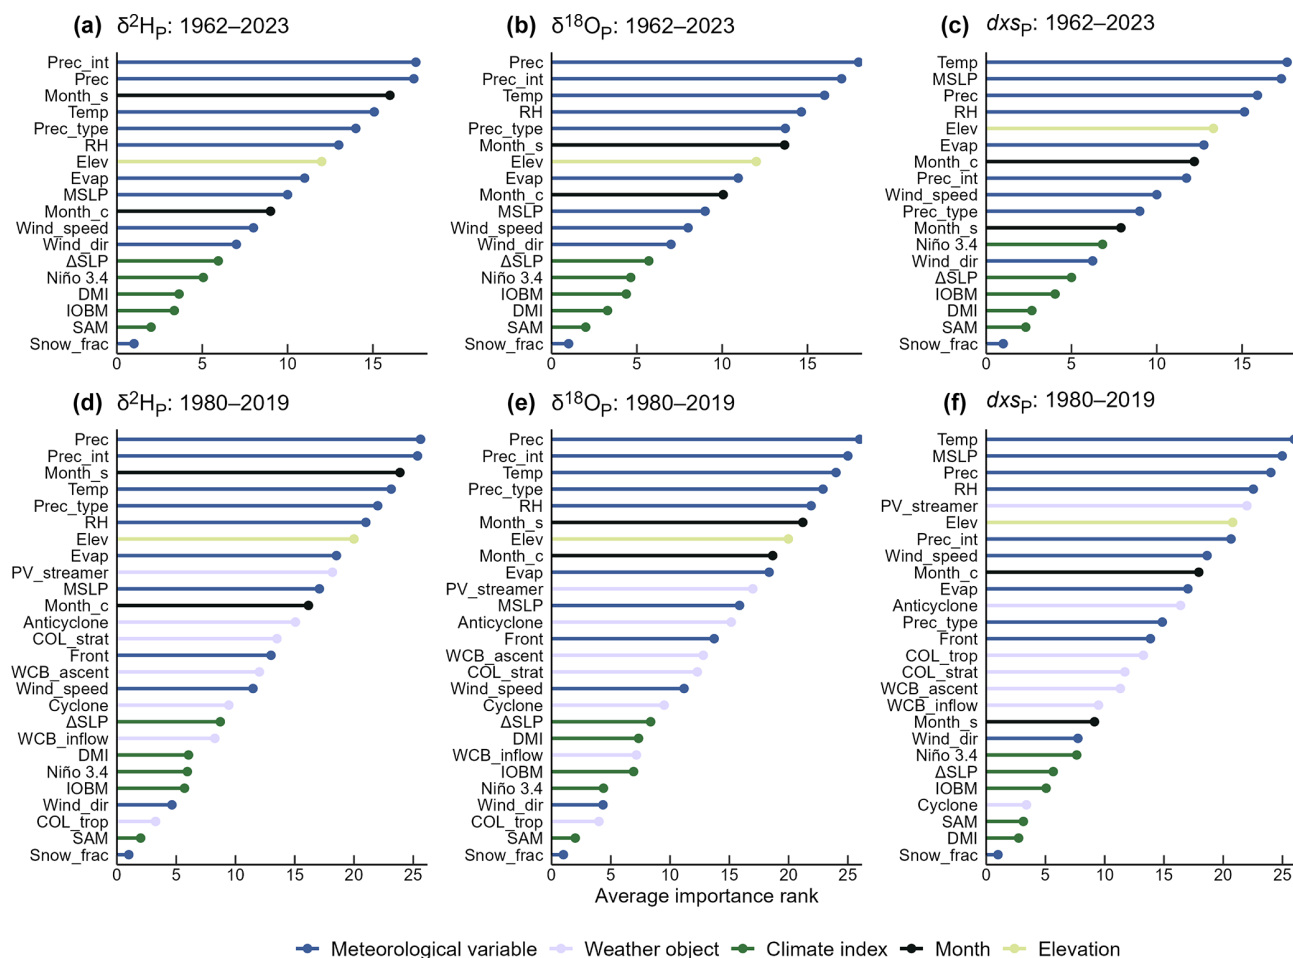 (a) δ²H_P: 1962–2023
Prec_int
Prec
Month_s
Temp
Prec_type
RH
Elev
Evap
MSLP
Month_c
Wind_speed
Wind_dir
ΔSLP
Niño 3.4
DMI
IOBM
SAM
Snow_frac
0 5 10 15
(b) δ¹⁸O_P: 1962–2023
Prec
Prec_int
Temp
RH
Prec_type
Month_s
Elev
Evap
Month_c
MSLP
Wind_speed
Wind_dir
ΔSLP
Niño 3.4
IOBM
DMI
SAM
Snow_frac
0 5 10 15
(c) dxs_P: 1962–2023
Temp
MSLP
Prec
RH
Elev
Evap
Month_c
Prec_int
Wind_speed
Prec_type
Month_s
Niño 3.4
Wind_dir
ΔSLP
IOBM
DMI
SAM
Snow_frac
0 5 10 15
(d) δ²H_P: 1980–2019
Prec
Prec_int
Month_s
Temp
Prec_type
RH
Elev
Evap
PV_streamer
MSLP
Month_c
Anticyclone
COL_strat
Front
WCB_ascent
Wind_speed
Cyclone
ΔSLP
WCB_inflow
DMI
Niño 3.4
IOBM
Wind_dir
COL_trop
SAM
Snow_frac
0 5 10 15 20 25
(e) δ¹⁸O_P: 1980–2019
Prec
Prec_int
Temp
Prec_type
RH
Month_s
Elev
Month_c
Evap
PV_streamer
MSLP
Anticyclone
Front
WCB_ascent
COL_strat
Wind_speed
Cyclone
ΔSLP
DMI
WCB_inflow
IOBM
Niño 3.4
Wind_dir
COL_trop
SAM
Snow_frac
0 5 10 15 20 25
Average importance rank
(f) dxs_P: 1980–2019
Temp
MSLP
Prec
RH
PV_streamer
Elev
Prec_int
Wind_speed
Month_c
Evap
Anticyclone
Prec_type
Front
COL_trop
COL_strat
WCB_ascent
WCB_inflow
Month_s
Wind_dir
Niño 3.4
ΔSLP
IOBM
Cyclone
SAM
DMI
Snow_frac
0 5 10 15 20 25
Meteorological variable Weather object Climate index Month Elevation